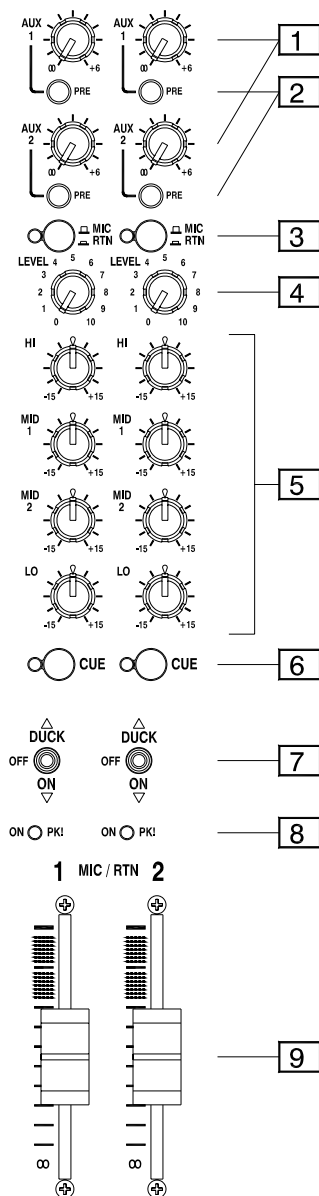 AUX 1 AUX 1
∞ +6 ∞ +6
PRE PRE
1
2
AUX 2 AUX 2
∞ +6 ∞ +6
PRE PRE
MIC RTN MIC RTN
3
LEVEL 0 1 2 3 4 5 6 7 8 9 10 LEVEL 0 1 2 3 4 5 6 7 8 9 10
4
HI HI
-15 +15 -15 +15
MID 1 MID 1
-15 +15 -15 +15
5
MID 2 MID 2
-15 +15 -15 +15
LO LO
-15 +15 -15 +15
CUE CUE
6
DUCK DUCK
OFF OFF
7
ON ON
ON PK! ON PK!
8
1 MIC / RTN 2
9
∞ ∞